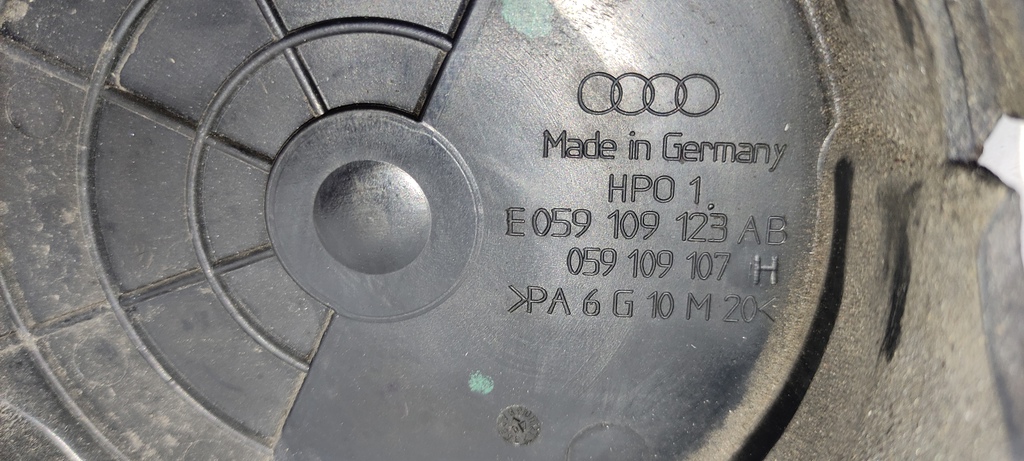 Made in Germany
HPO 1.
E 059 109 123 AB
059 109 107 H
>PA 6 G 10 M 20<